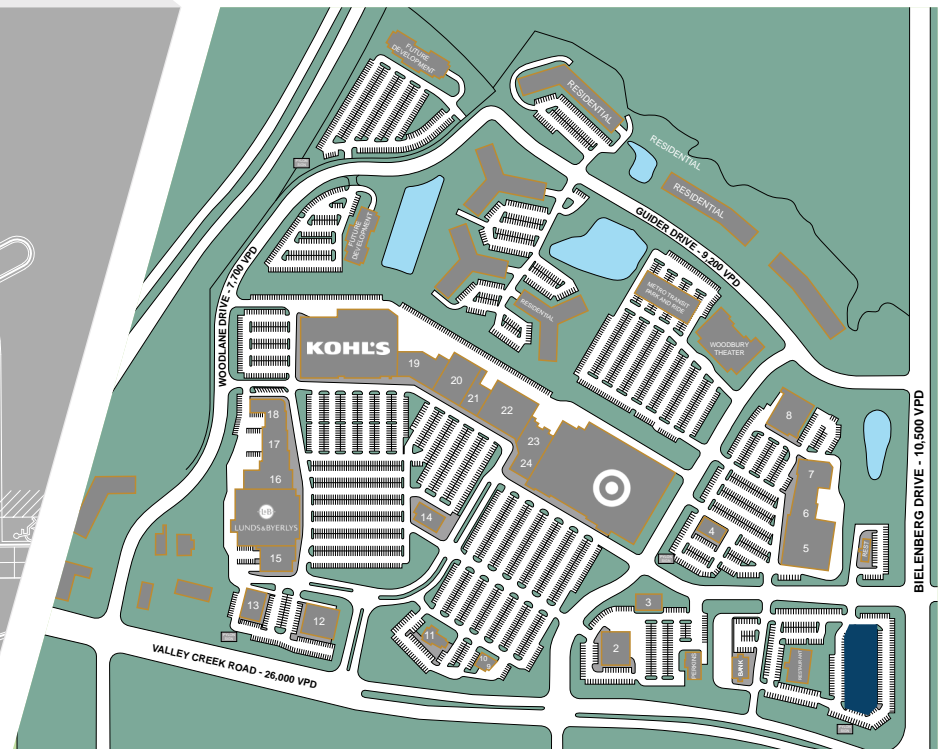 FUTURE
DEVELOPMENT
RESIDENTIAL
RESIDENTIAL
RESIDENTIAL
GUIDER DRIVE - 9,200 VPD
FUTURE
DEVELOPMENT
WOODLANE DRIVE - 7,700 VPD
RESIDENTIAL
METRO TRANSIT
PARK AND RIDE
WOODBURY
THEATER
KOHL'S
19
20
21
22
23
24
18
17
16
L&B
LUNDS&BYERLYS
15
14
8
7
6
5
4
BIELENBERG DRIVE - 10,500 VPD
13
12
11
10
9
3
2
PERKINS
BANK
RESTAURANT
VALLEY CREEK ROAD - 26,000 VPD